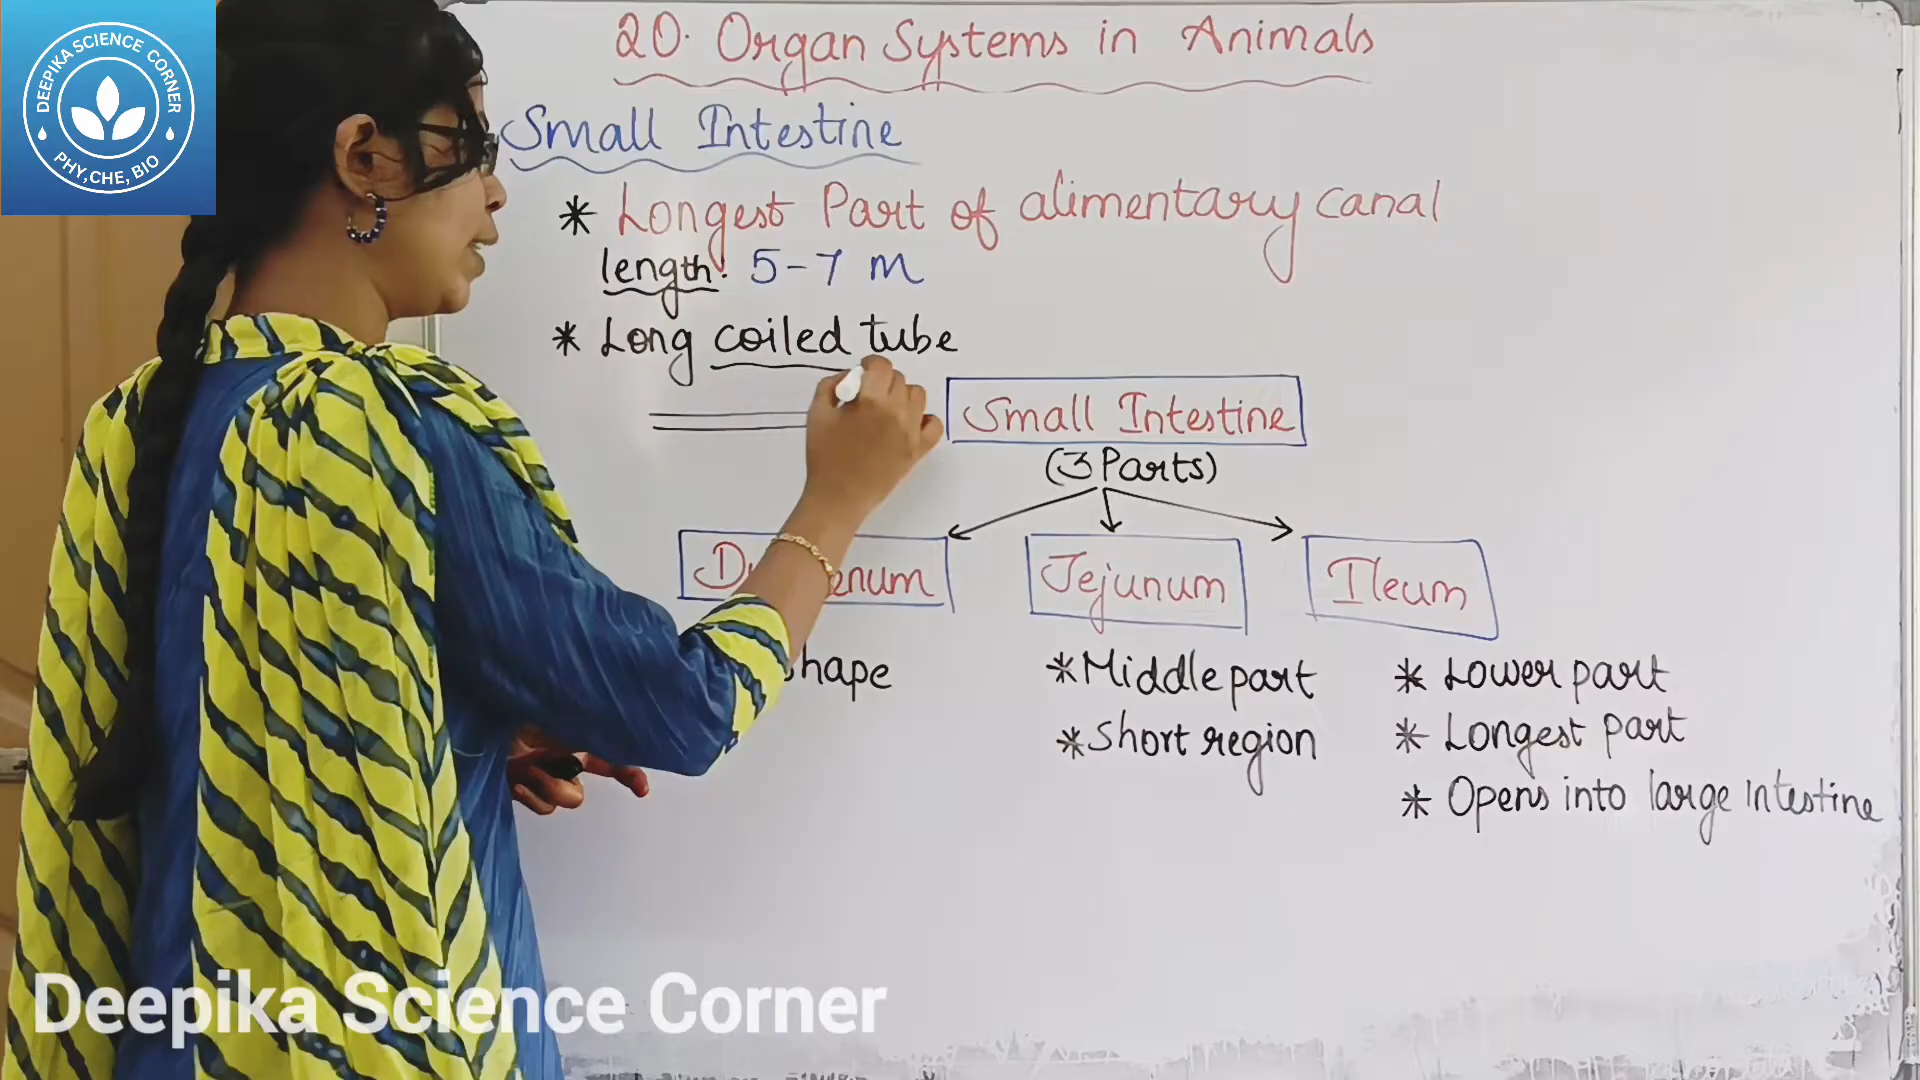 DEEPIKA SCIENCE CORNER
PHY,CHE, BIO
20. Organ Systems in Animals
Small Intestine
* Longest Part of alimentary canal
length: 5-7 m
* Long coiled tube
Small Intestine
(3 Parts)
Jejunum
Ileum
* Middle part
* Short region
* Lower part
* Longest part
* Opens into large Intestine
Deepika Science Corner